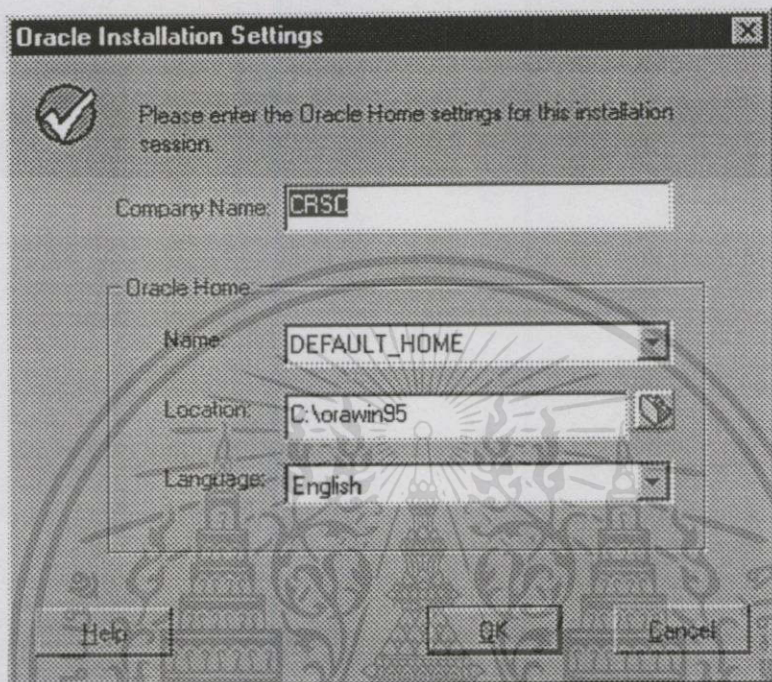 Oracle Installation Settings
Please enter the Oracle Home settings for this installation
session.
Company Name: CRSC
Oracle Home:
Name: DEFAULT_HOME
Location: C:\orawin95
Language: English
Help OK Cancel